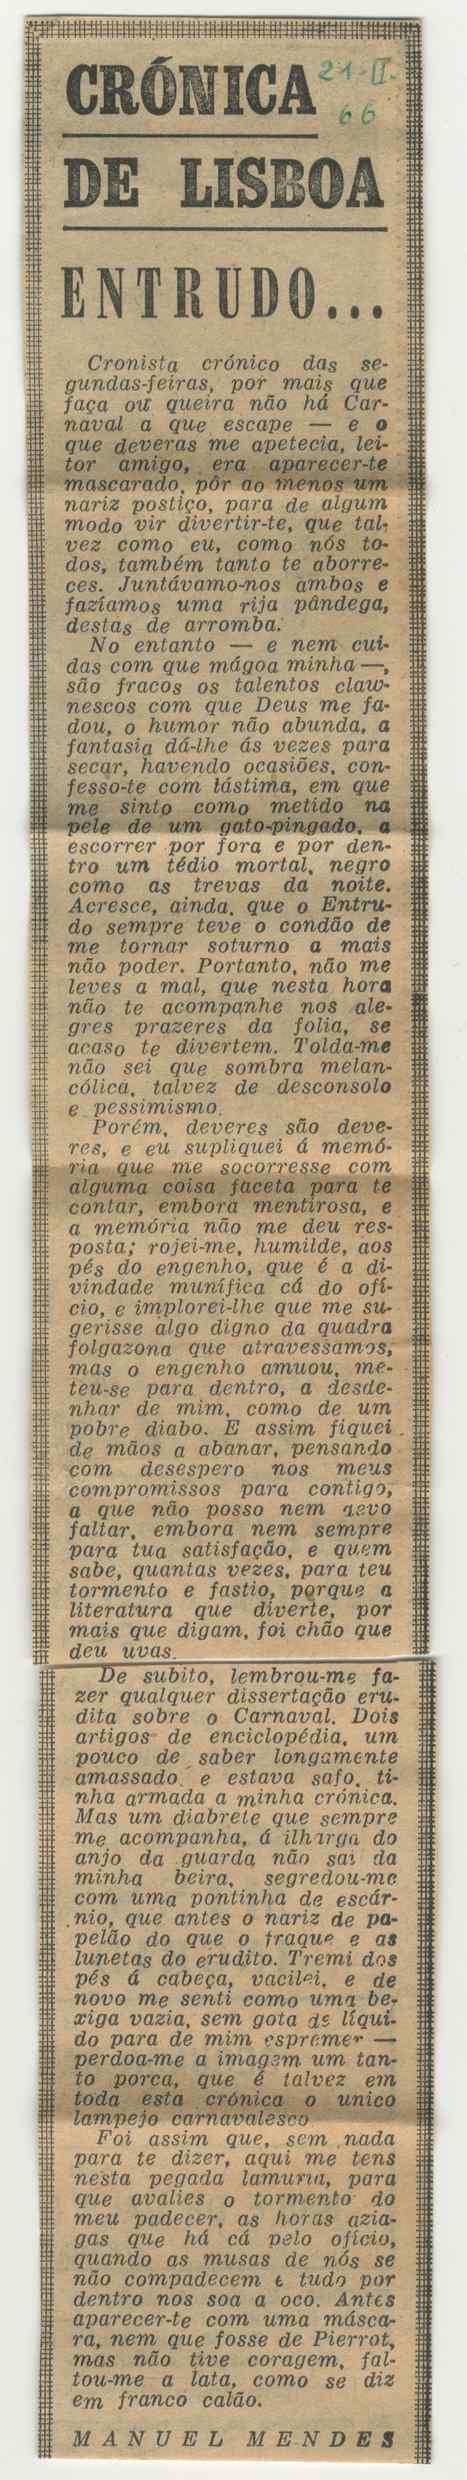 CRÓNICA
21-II-
66
DE LISBOA
ENTRUDO...
Cronista crónico das se-
gundas-feiras, por mais que
faça ou queira não há Car-
naval a que escape — e o
que deveras me apetecia, lei-
tor amigo, era aparecer-te
mascarado, pôr ao menos um
nariz postiço, para de algum
modo vir divertir-te, que tal-
vez como eu, como nós to-
dos, também tanto te aborre-
ces. Juntávamo-nos ambos e
fazíamos uma rija pândega,
destas de arromba.
No entanto — e nem cui-
das com que mágoa minha —,
são fracos os talentos claw-
nescos com que Deus me fa-
dou, o humor não abunda, a
fantasia dá-lhe ás vezes para
secar, havendo ocasiões, con-
fesso-te com lástima, em que
me sinto como metido na
pele de um gato-pingado, a
escorrer por fora e por den-
tro um tédio mortal, negro
como as trevas da noite.
Acresce, ainda, que o Entru-
do sempre teve o condão de
me tornar soturno a mais
não poder. Portanto, não me
leves a mal, que nesta hora
não te acompanhe nos ale-
gres prazeres da folia, se
acaso te divertem. Tolda-me
não sei que sombra melan-
cólica, talvez de desconsolo
e pessimismo.
Porém, deveres são deve-
res, e eu supliquei á memó-
ria que me socorresse com
alguma coisa faceta para te
contar, embora mentirosa, e
a memória não me deu res-
posta; rojei-me, humilde, aos
pés do engenho, que é a di-
vindade munífica cá do ofí-
cio, e implorei-lhe que me su-
gerisse algo digno da quadra
folgazona que atravessamos,
mas o engenho amuou, me-
teu-se para dentro, a desde-
nhar de mim, como de um
pobre diabo. E assim fiquei
de mãos a abanar, pensando
com desespero nos meus
compromissos para contigo,
a que não posso nem devo
faltar, embora nem sempre
para tua satisfação, e quem
sabe, quantas vezes, para teu
tormento e fastio, porque a
literatura que diverte, por
mais que digam, foi chão que
deu uvas.
De subito, lembrou-me fa-
zer qualquer dissertação eru-
dita sobre o Carnaval. Dois
artigos de enciclopédia, um
pouco de saber longamente
amassado, e estava safo, ti-
nha armada a minha crónica.
Mas um diabrete que sempre
me acompanha, á ilharga do
anjo da guarda não sai da
minha beira, segredou-me
com uma pontinha de escár-
nio, que antes o nariz de pa-
pelão do que o fraque e as
lunetas do erudito. Tremi dos
pés á cabeça, vacilei, e de
novo me senti como uma be-
xiga vazia, sem gota de líqui-
do para de mim espremer —
perdoa-me a imagem um tan-
to porca, que é talvez em
toda esta crónica o unico
lampejo carnavalesco
Foi assim que, sem nada
para te dizer, aqui me tens
nesta pegada lamuria, para
que avalies o tormento do
meu padecer, as horas azia-
gas que há cá pelo ofício,
quando as musas de nós se
não compadecem e tudo por
dentro nos soa a oco. Antes
aparecer-te com uma másca-
ra, nem que fosse de Pierrot,
mas não tive coragem, fal-
tou-me a lata, como se diz
em franco calão.
MANUEL MENDES